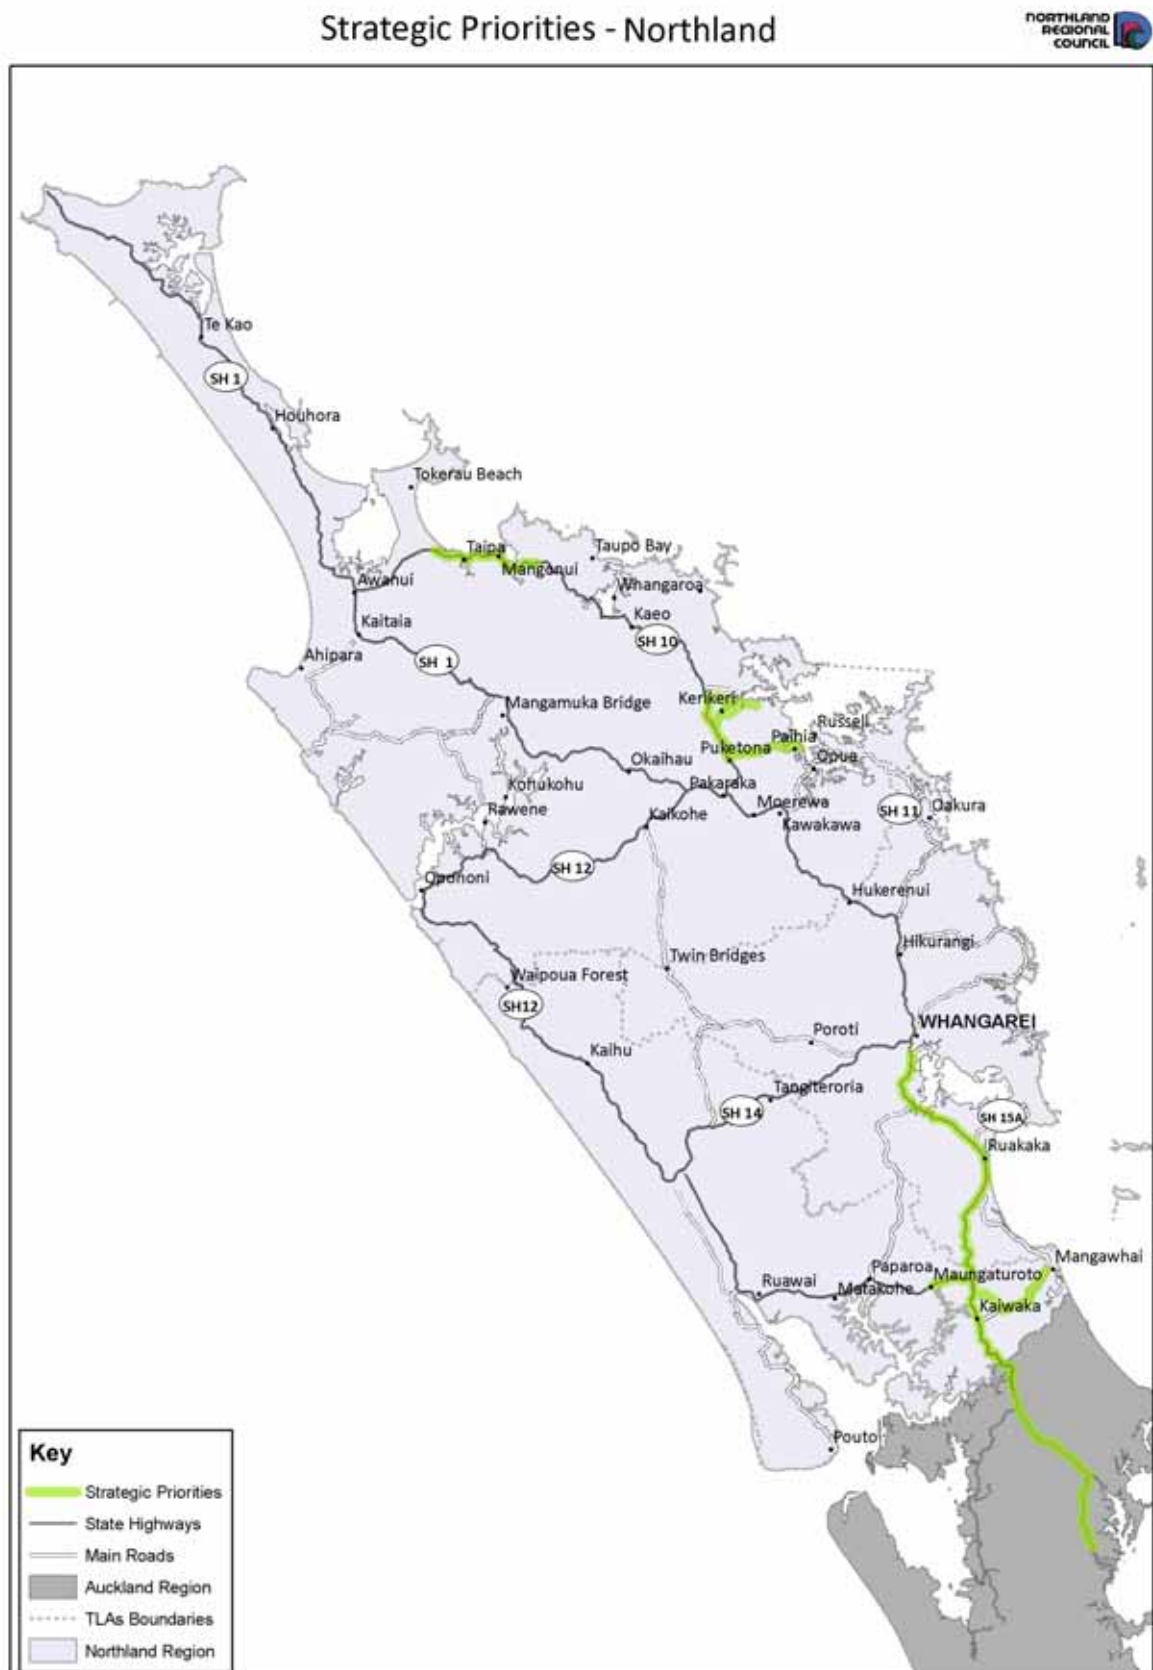 Strategic Priorities - Northland
NORTHLAND
REGIONAL
COUNCIL
Te Kao
SH 1
Houhora
Tokerau Beach
Taipa
Taupo Bay
Mangonui
Awanui
Whangaroa
Kaeo
Kaitaia
SH 10
Ahipara
SH 1
Kerikeri
Mangamuka Bridge
Russell
Paihia
Puketona
Opua
Okaihau
Pakaraka
Kohukohu
Moerewa
Oakura
SH 11
Rawene
Kaikohe
Kawakawa
SH 12
Opononi
Hukerenui
Hikurangi
Twin Bridges
Waipoua Forest
SH12
WHANGAREI
Poroti
Kaihu
Tangiteroria
SH 14
SH 15A
Ruakaka
Mangawhai
Paparoa
Maungaturoto
Ruawai
Matakohe
Kaiwaka
Pouto
Key
Strategic Priorities
State Highways
Main Roads
Auckland Region
TLAs Boundaries
Northland Region